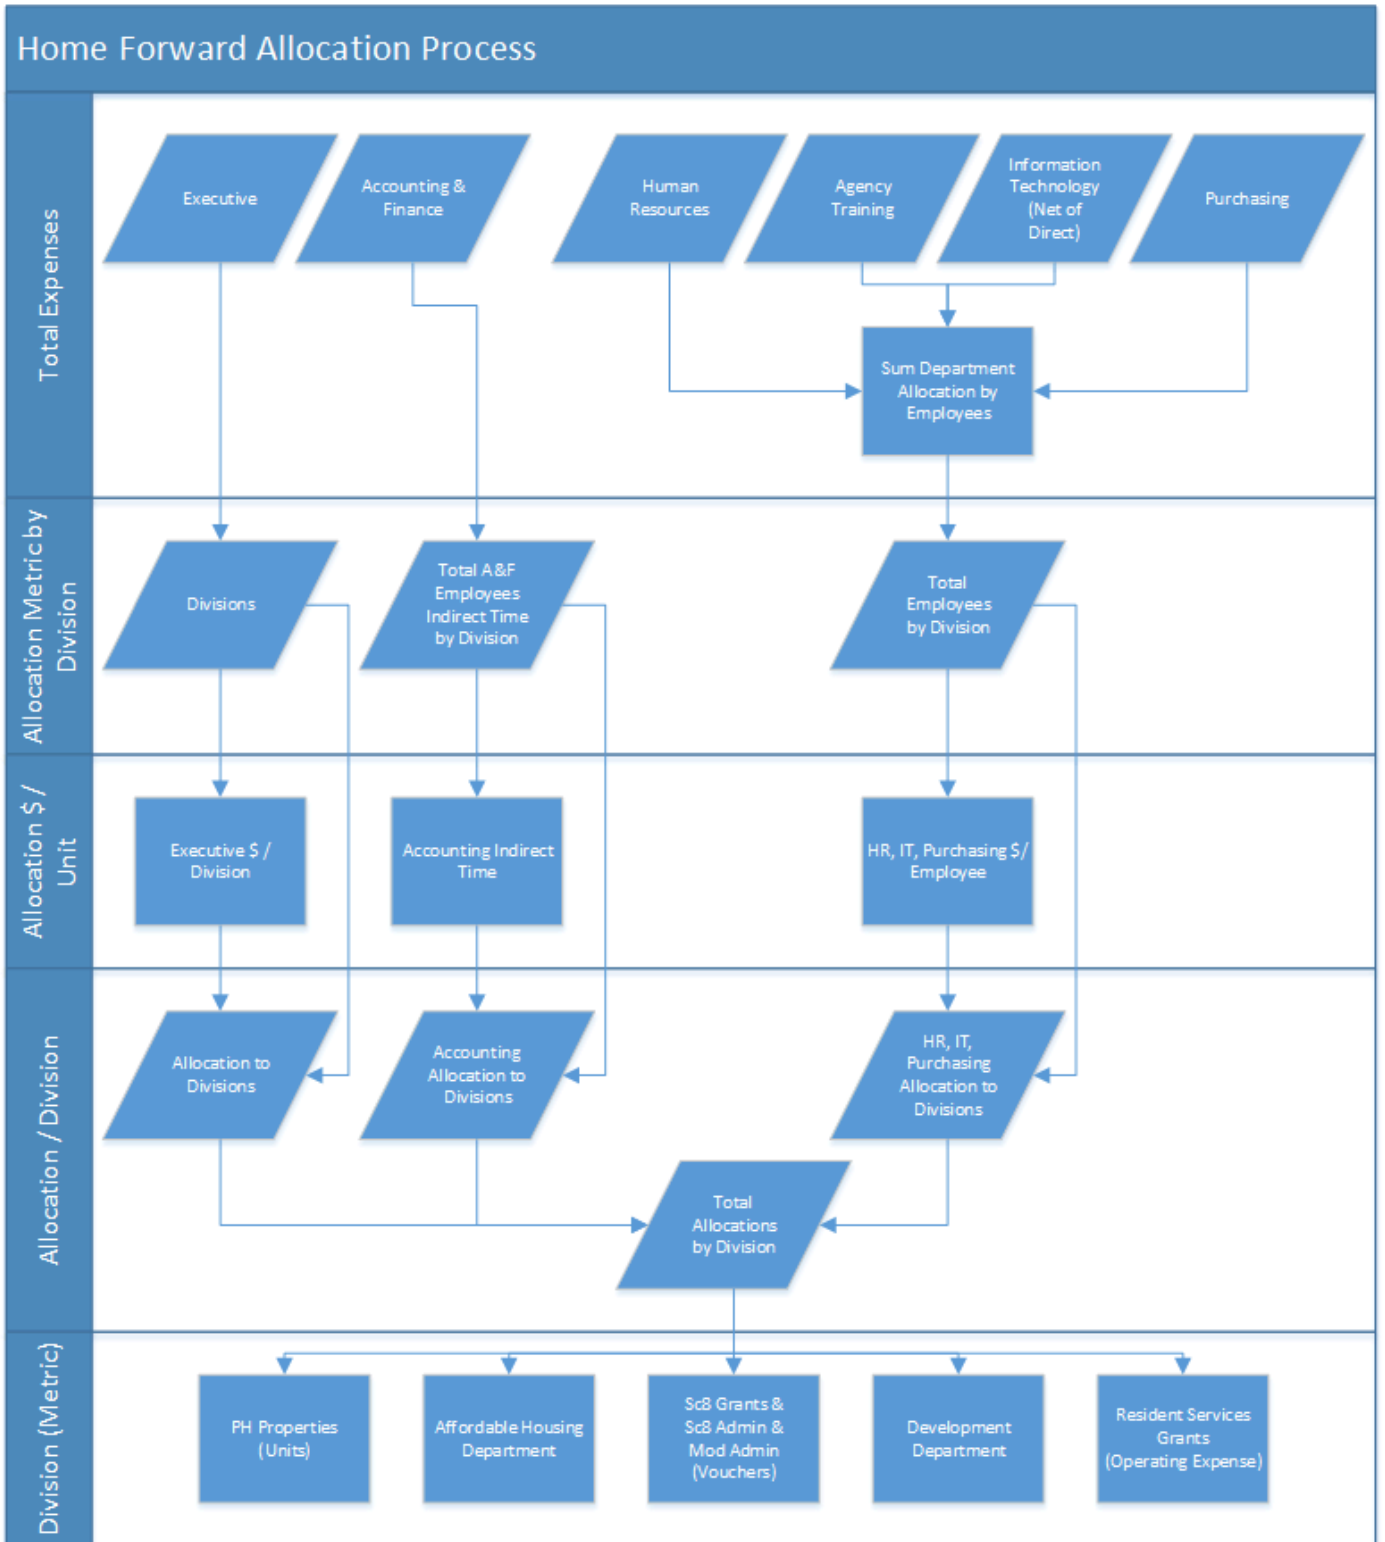 Home Forward Allocation Process
Total Expenses
Executive
Accounting &
Finance
Human
Resources
Agency
Training
Information
Technology
(Net of
Direct)
Purchasing
Sum Department
Allocation by
Employees
Allocation Metric by
Division
Divisions
Total A&F
Employees
Indirect Time
by Division
Total
Employees
by Division
Allocation $ /
Unit
Executive $ /
Division
Accounting Indirect
Time
HR, IT, Purchasing $/
Employee
Allocation / Division
Allocation to
Divisions
Accounting
Allocation to
Divisions
HR, IT,
Purchasing
Allocation to
Divisions
Total
Allocations
by Division
Division (Metric)
PH Properties
(Units)
Affordable Housing
Department
Sc8 Grants &
Sc8 Admin &
Mod Admin
(Vouchers)
Development
Department
Resident Services
Grants
(Operating Expense)